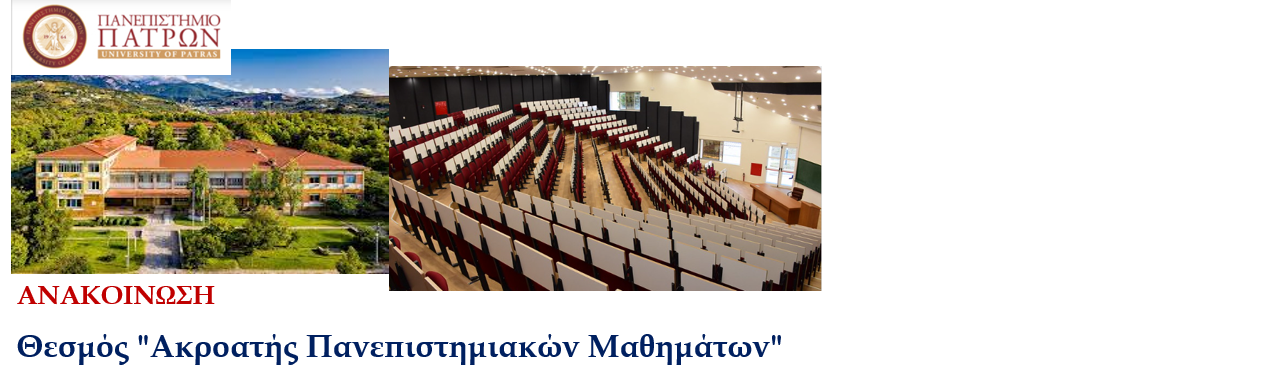 ΠΑΝΕΠΙΣΤΗΜΙΟ
ΠΑΤΡΩΝ
UNIVERSITY OF PATRAS
ΑΝΑΚΟΙΝΩΣΗ
Θεσμός "Ακροατής Πανεπιστημιακών Μαθημάτων"